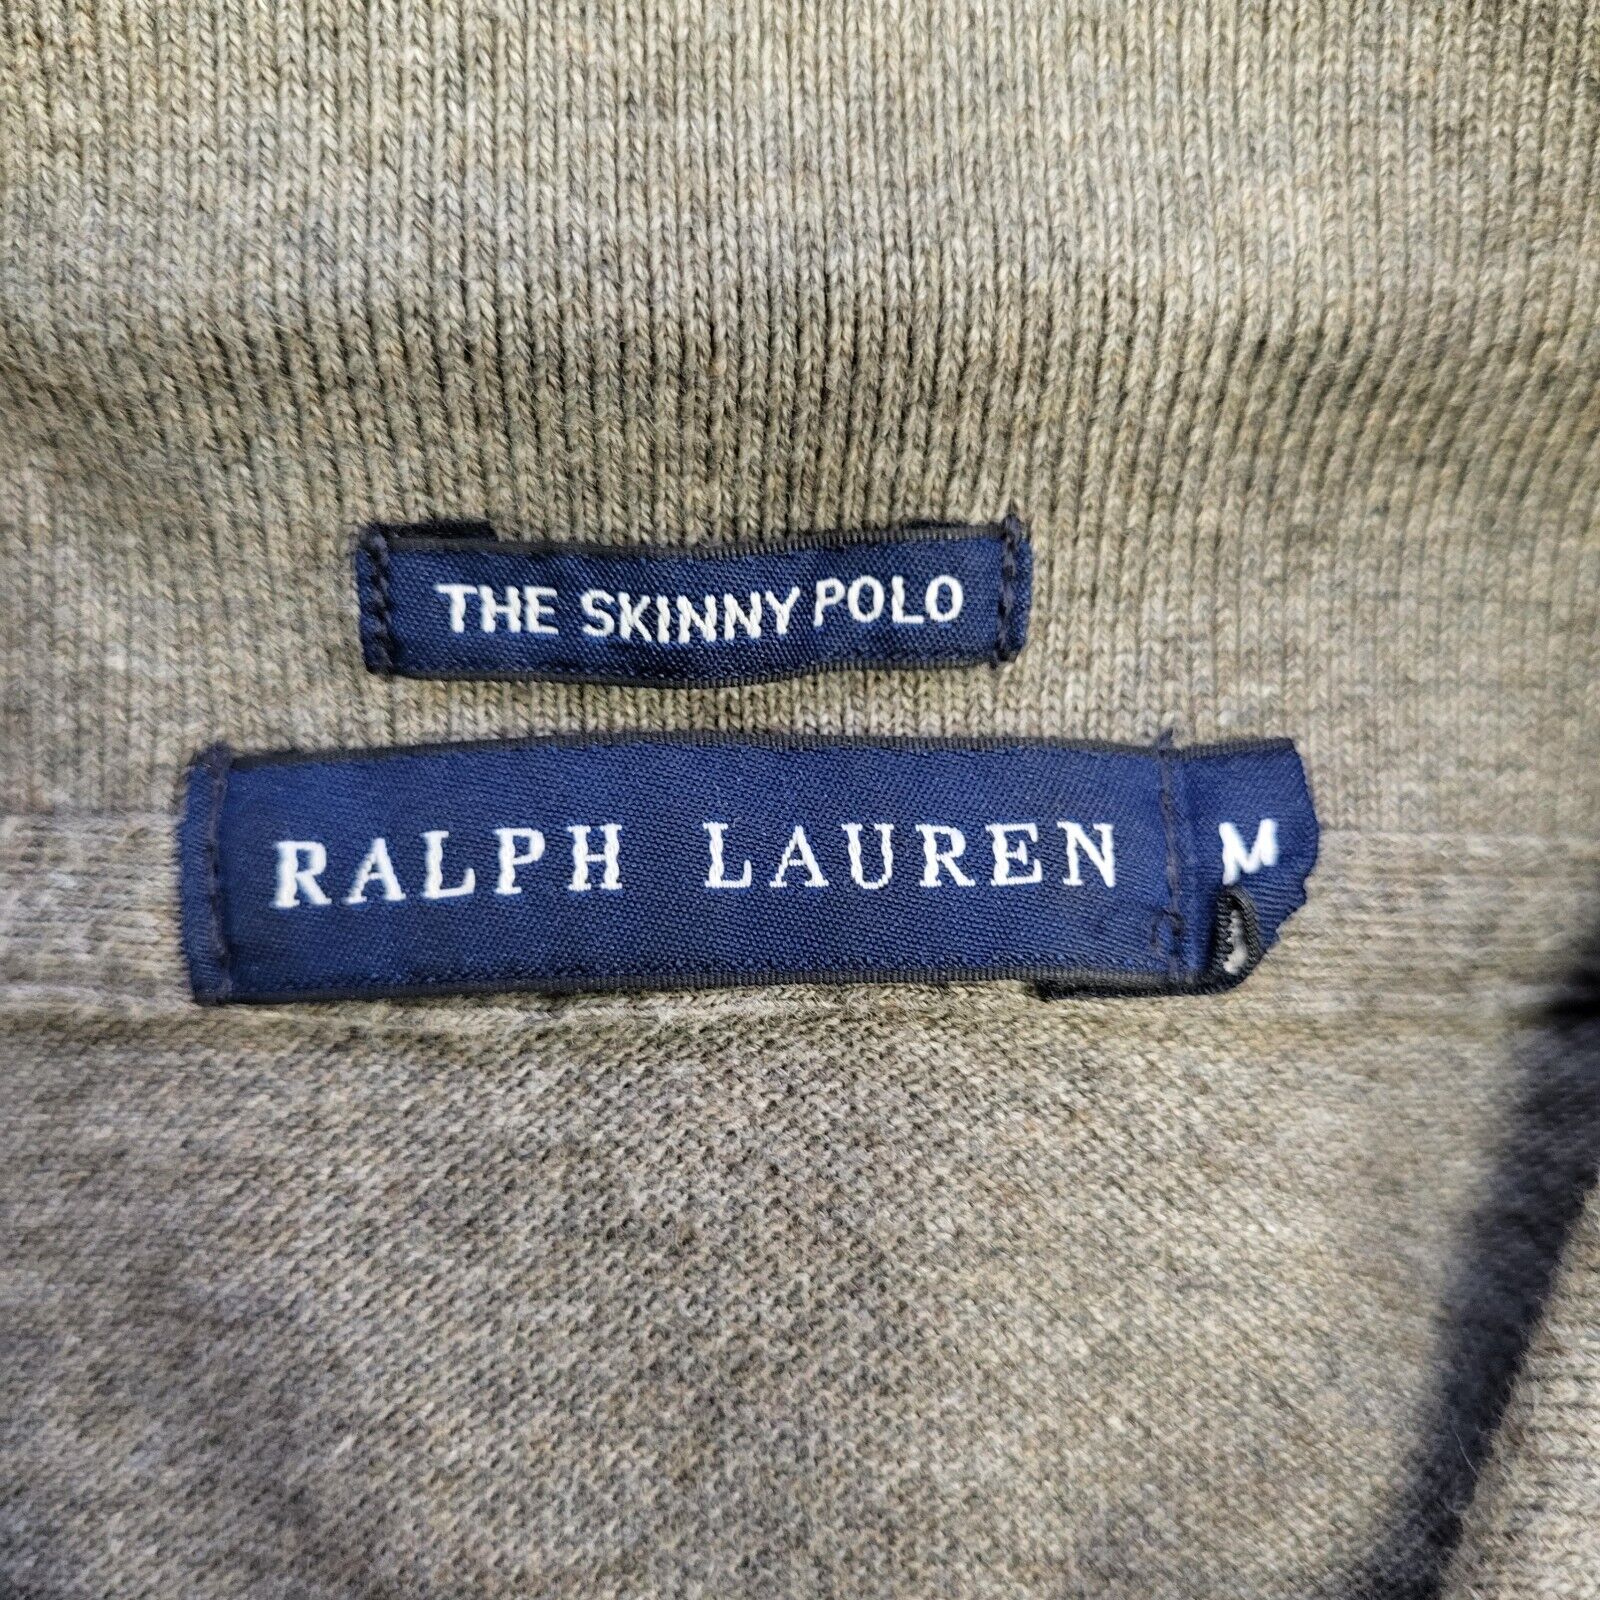 THE SKINNY POLO
RALPH LAUREN M